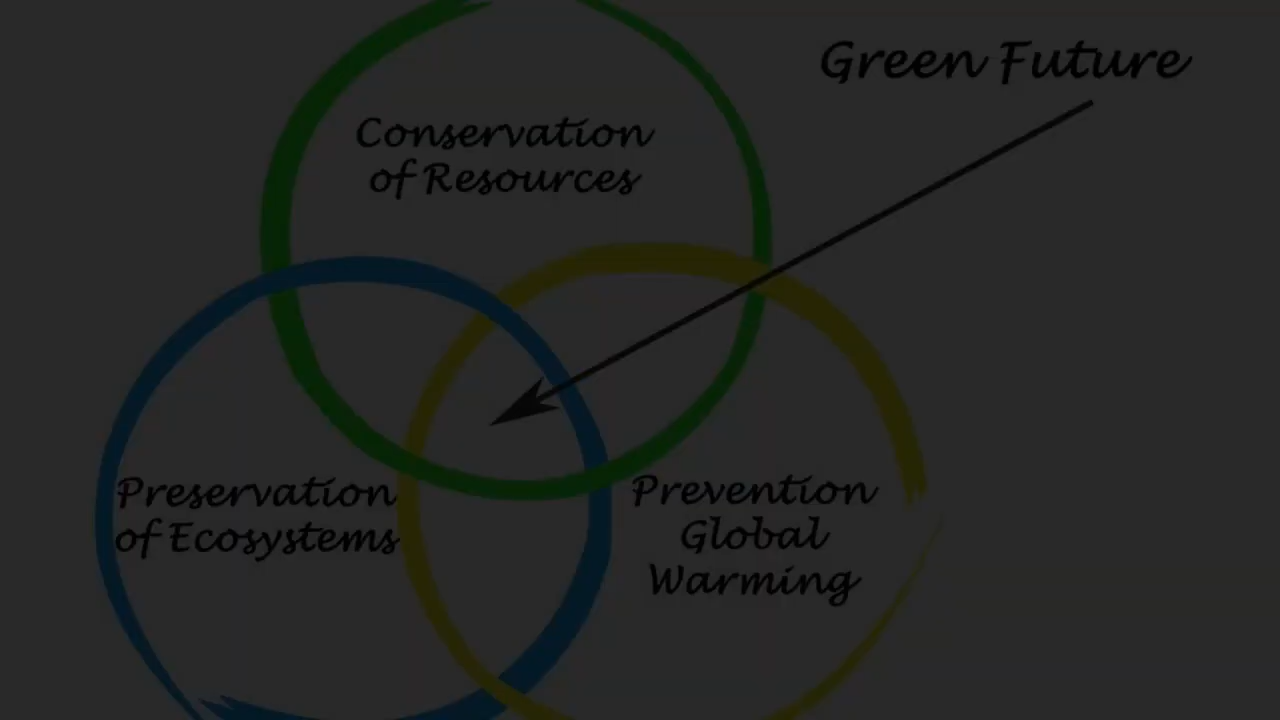 Green Future
Conservation
of Resources
Preservation
of Ecosystems
Prevention
Global
Warming